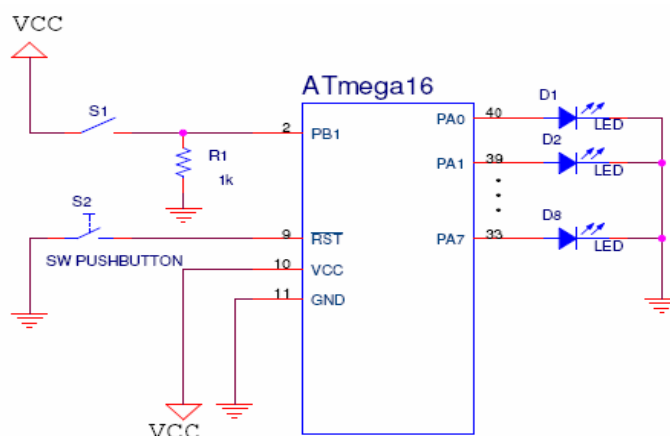 VCC
ATmega16
S1
2
PB1
R1
1k
S2
SW PUSHBUTTON
9
RST
10
VCC
11
GND
VCC
PA0
40
D1
LED
PA1
39
D2
LED
PA7
33
D8
LED